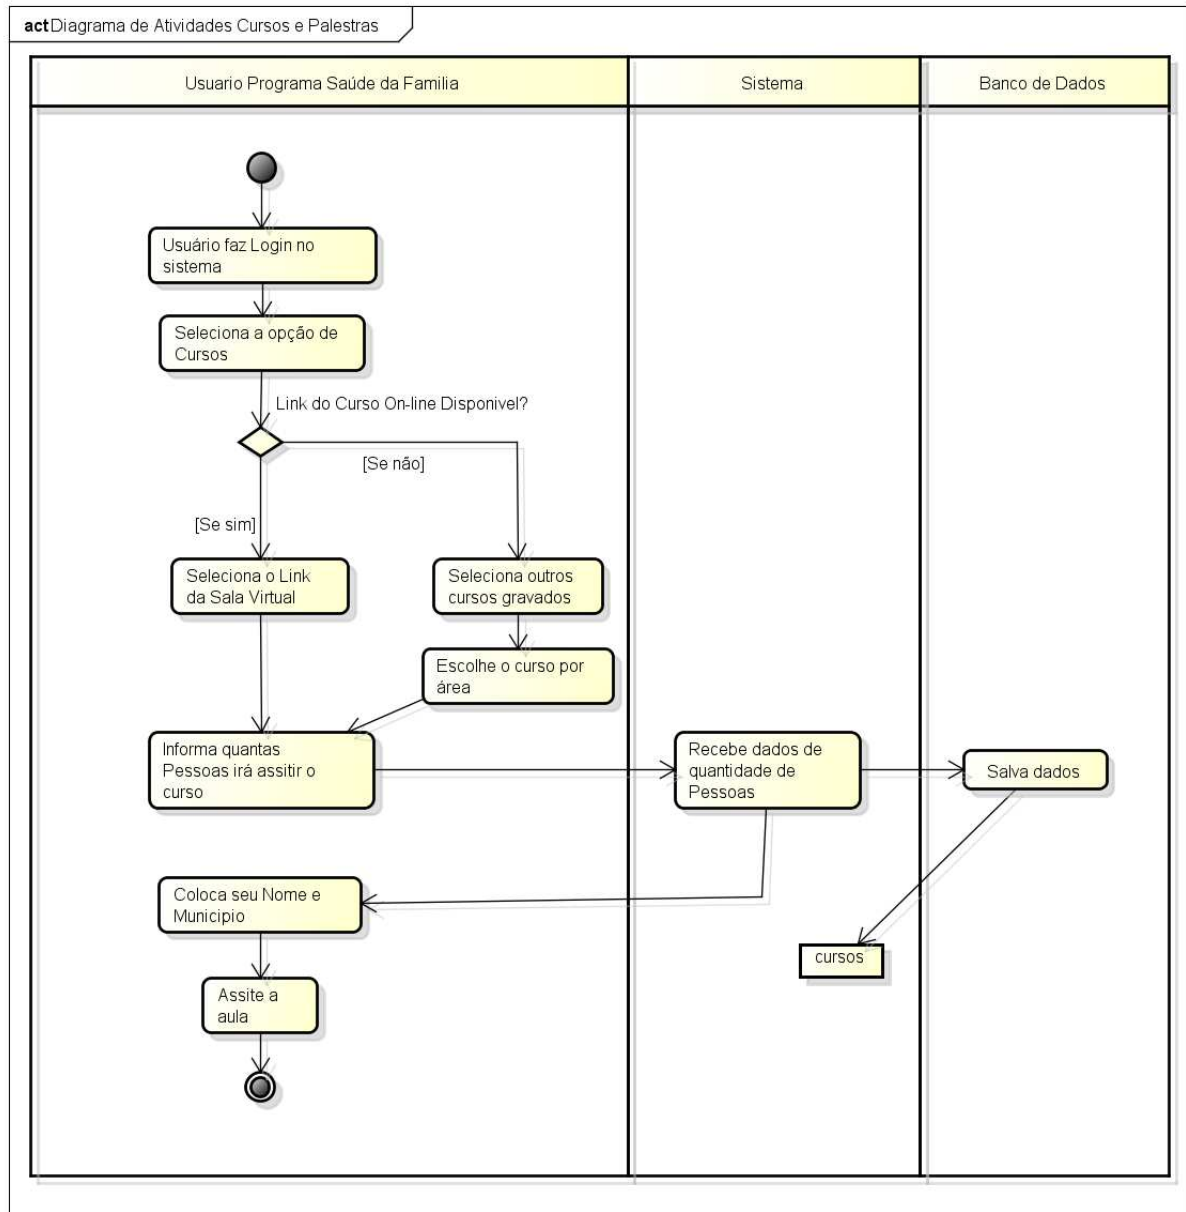 act Diagrama de Atividades Cursos e Palestras
Usuario Programa Saúde da Familia
Sistema
Banco de Dados
Usuário faz Login no
sistema
Seleciona a opção de
Cursos
Link do Curso On-line Disponivel?
[Se não]
[Se sim]
Seleciona o Link
da Sala Virtual
Seleciona outros
cursos gravados
Escolhe o curso por
área
Informa quantas
Pessoas irá assitir o
curso
Recebe dados de
quantidade de
Pessoas
Salva dados
Coloca seu Nome e
Municipio
cursos
Assite a
aula